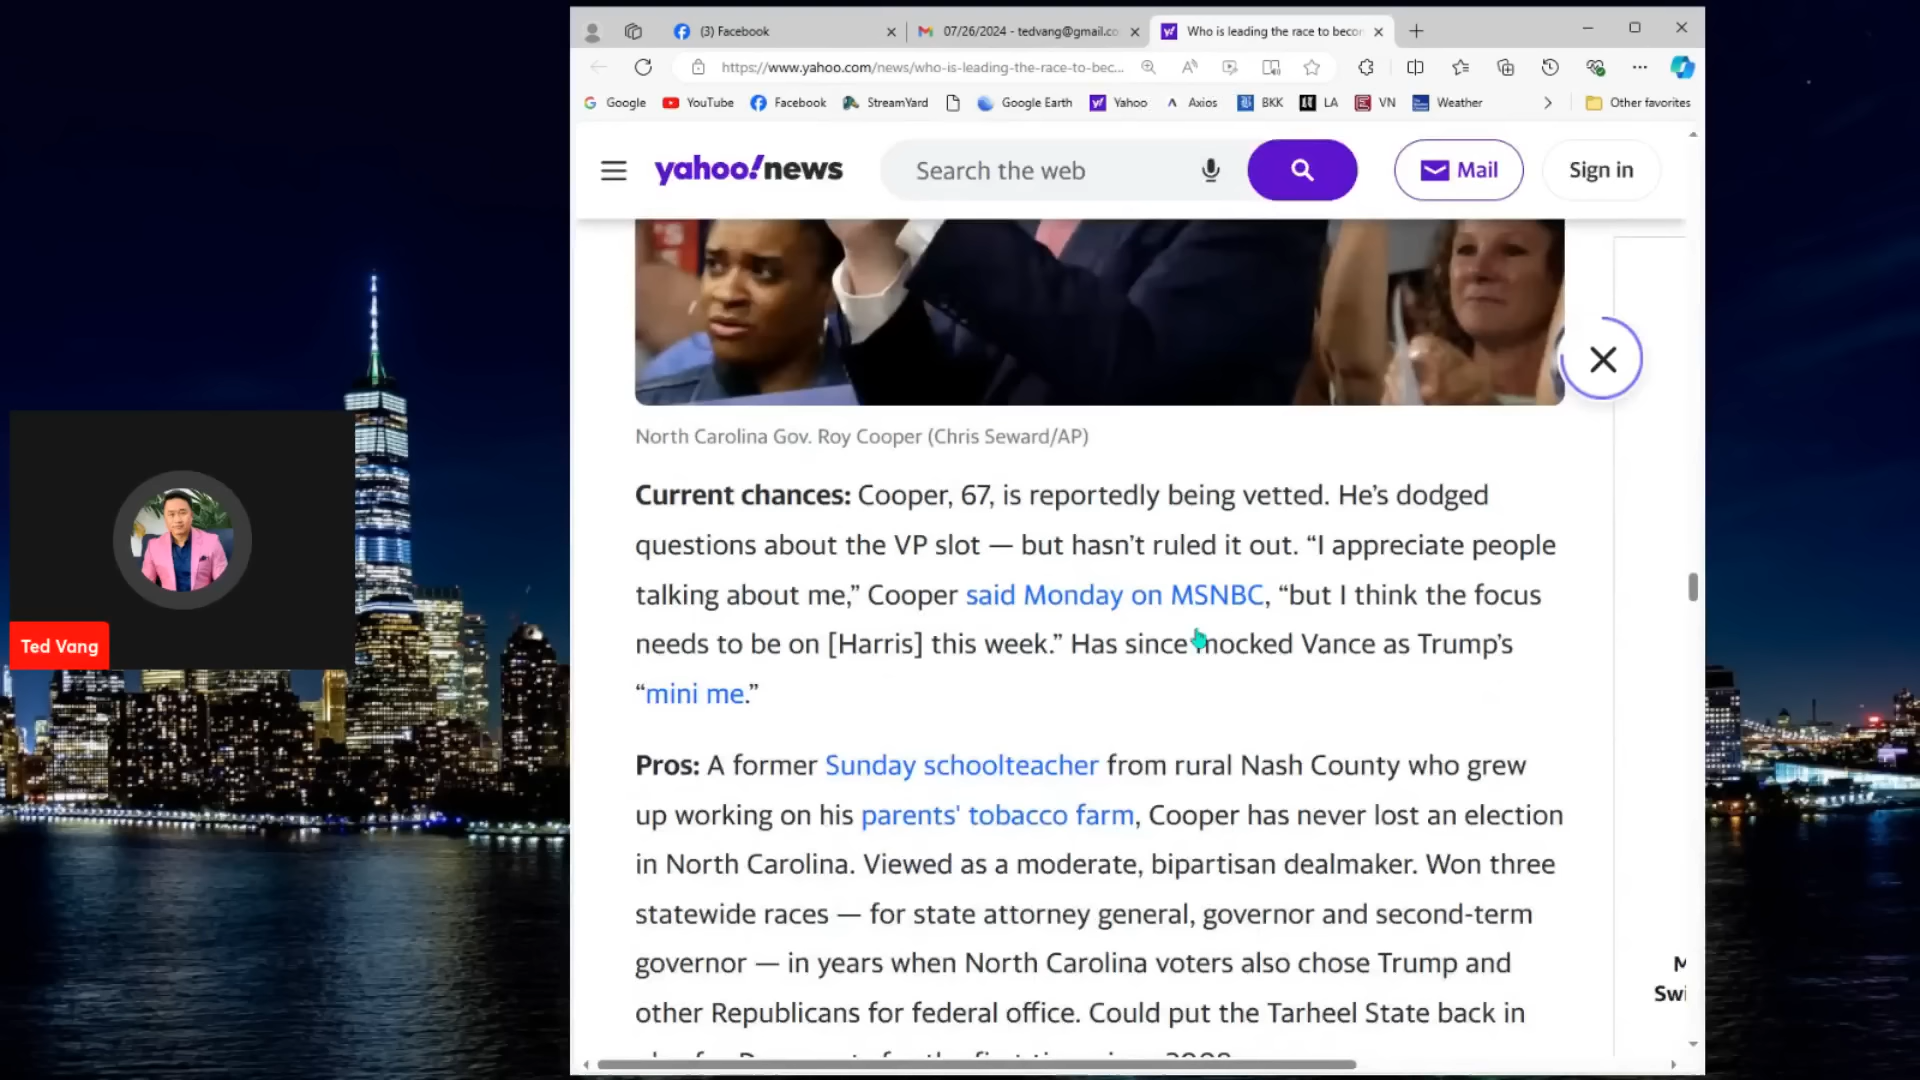 (3) Facebook
07/26/2024 - tedvang@gmail.co
Who is leading the race to becor
https://www.yahoo.com/news/who-is-leading-the-race-to-bec...
Google
YouTube
Facebook
StreamYard
Google Earth
Yahoo
Axios
BKK
LA
VN
Weather
Other favorites
yahoo!news
Search the web
Mail
Sign in
North Carolina Gov. Roy Cooper (Chris Seward/AP)
Current chances: Cooper, 67, is reportedly being vetted. He’s dodged
questions about the VP slot — but hasn’t ruled it out. “I appreciate people
talking about me,” Cooper said Monday on MSNBC, “but I think the focus
needs to be on [Harris] this week.” Has since mocked Vance as Trump’s
“mini me.”
Pros: A former Sunday schoolteacher from rural Nash County who grew
up working on his parents' tobacco farm, Cooper has never lost an election
in North Carolina. Viewed as a moderate, bipartisan dealmaker. Won three
statewide races — for state attorney general, governor and second-term
governor — in years when North Carolina voters also chose Trump and
other Republicans for federal office. Could put the Tarheel State back in
M
Swi
Ted Vang